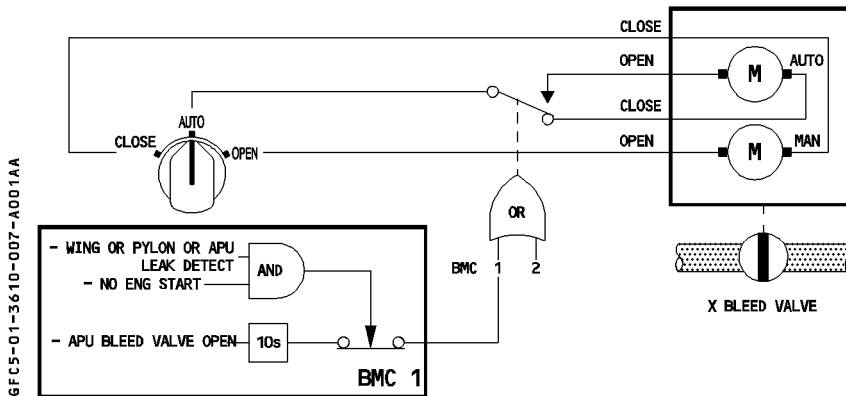 CLOSE
OPEN
AUTO
M
CLOSE
AUTO
CLOSE
OPEN
OPEN
MAN
M
OR
BMC 1 2
- WING OR PYLON OR APU
LEAK DETECT
- NO ENG START
AND
- APU BLEED VALVE OPEN
10s
BMC 1
X BLEED VALVE
GFC5-01-3610-007-A001AA